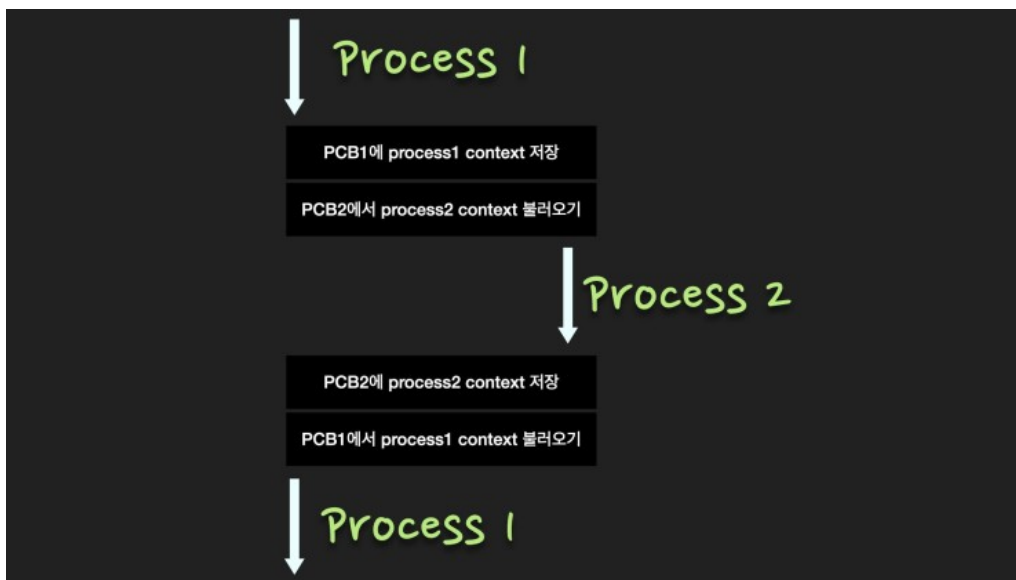 Process 1
PCB1에 process1 context 저장
PCB2에서 process2 context 불러오기
Process 2
PCB2에 process2 context 저장
PCB1에서 process1 context 불러오기
Process 1